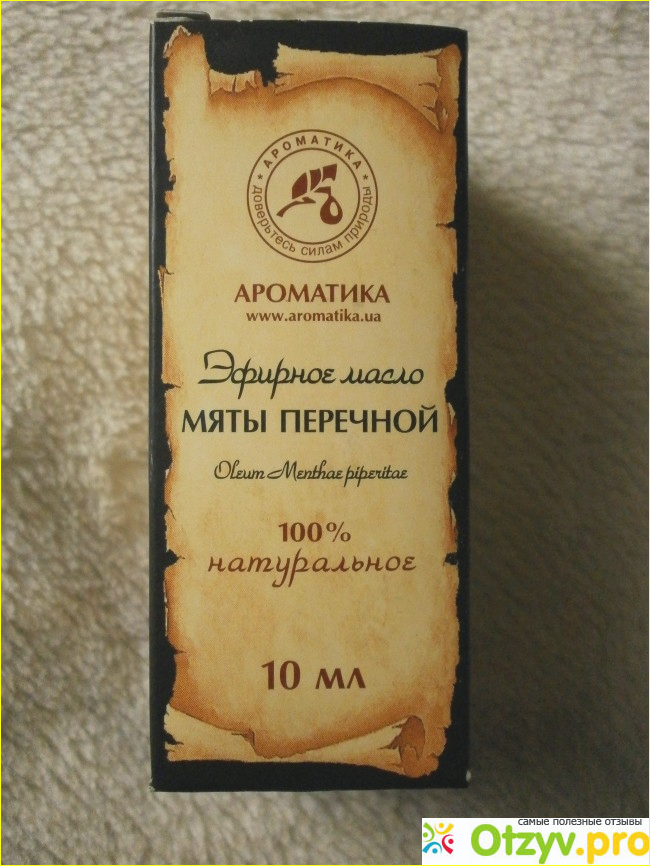 * АРОМАТИКА *
доверьтесь силам природы
АРОМАТИКА
www.aromatika.ua
Эфирное масло
МЯТЫ ПЕРЕЧНОЙ
Oleum Menthae piperitae
100%
натуральное
10 мл
самые полезные отзывы
Otzyv.pro